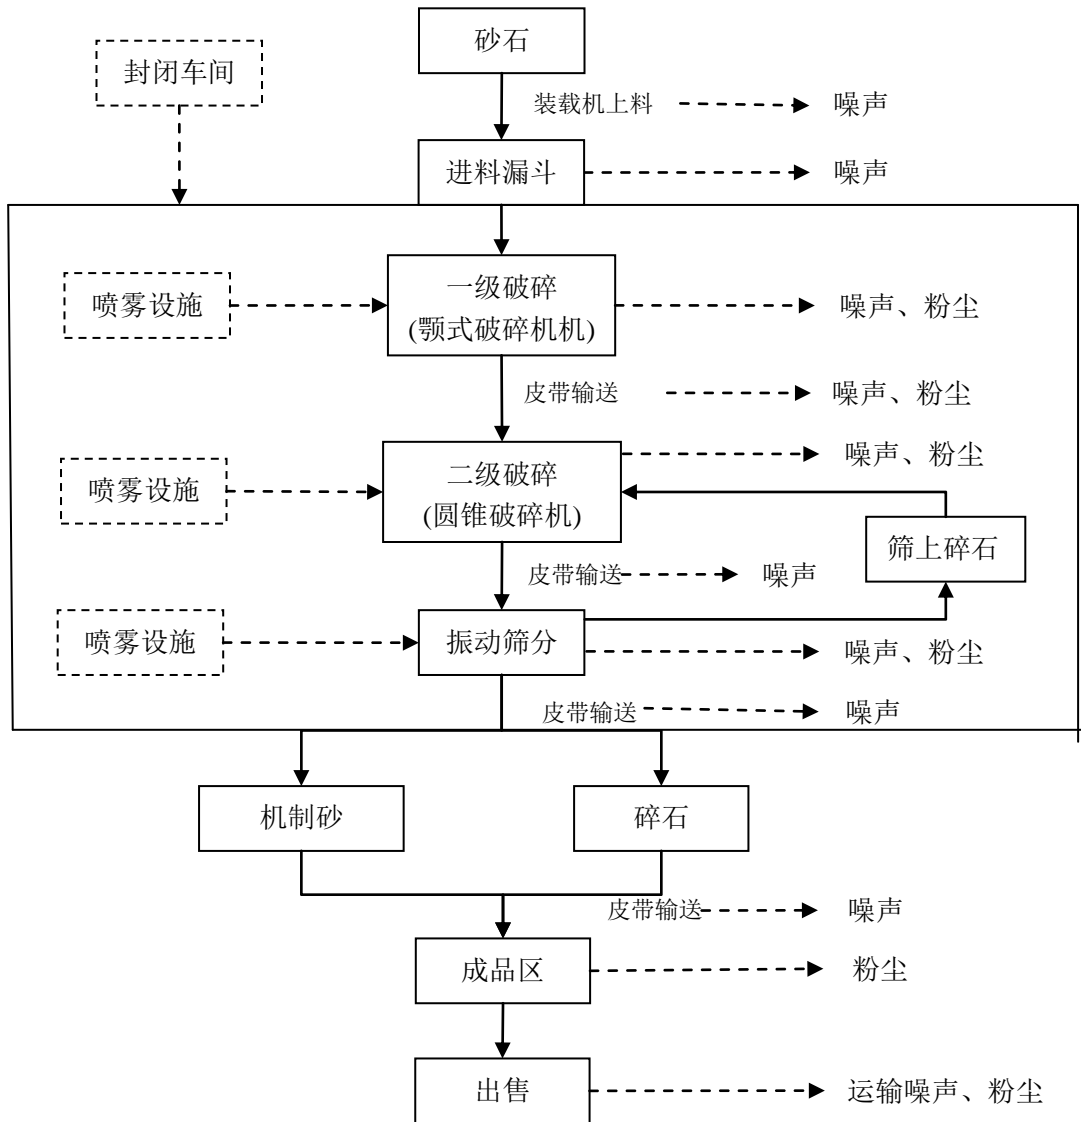 砂石
封闭车间
装载机上料
噪声
进料漏斗
噪声
喷雾设施
一级破碎
(颚式破碎机机)
噪声、粉尘
皮带输送
噪声、粉尘
喷雾设施
二级破碎
(圆锥破碎机)
噪声、粉尘
筛上碎石
皮带输送
噪声
喷雾设施
振动筛分
噪声、粉尘
皮带输送
噪声
机制砂
碎石
皮带输送
噪声
成品区
粉尘
出售
运输噪声、粉尘